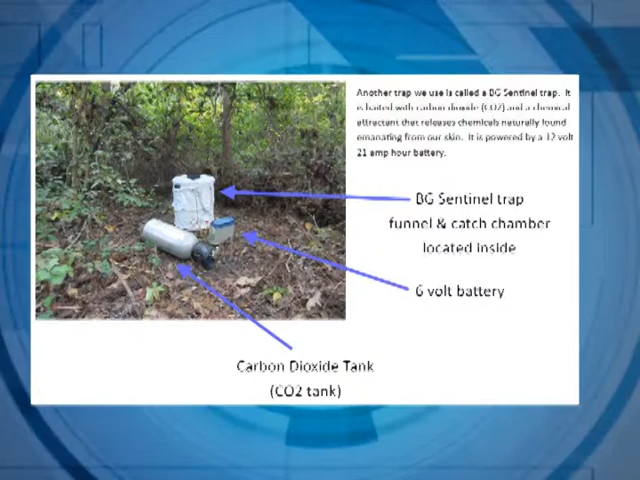 Another trap we use is called a BG Sentinel trap. It
is baited with carbon dioxide (CO2) and a chemical
attractant that releases chemicals naturally found
emanating from our skin. It is powered by a 12 volt
21 amp hour battery.
BG Sentinel trap
funnel & catch chamber
located inside
6 volt battery
Carbon Dioxide Tank
(CO2 tank)